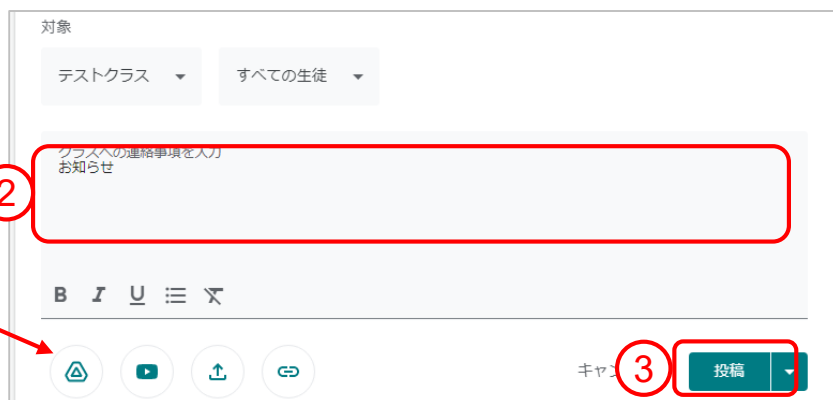 対象
テストクラス すべての生徒
クラスへの連絡事項を入力
お知らせ
2
B I U
キャン 3 投稿